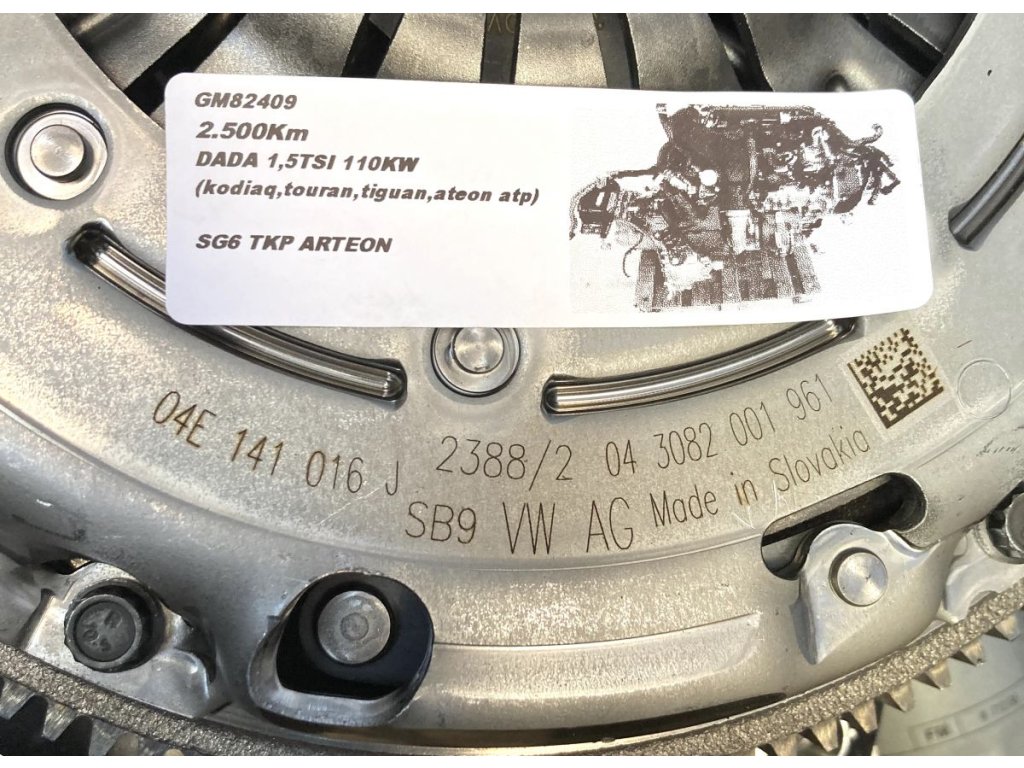 GM82409
2.500Km
DADA 1,5TSI 110KW
(kodiaq,touran,tiguan,ateon atp)
SG6 TKP ARTEON
04E 141 016 J 2388/2 04 3082 001 961
SB9 VW AG Made in Slovakia